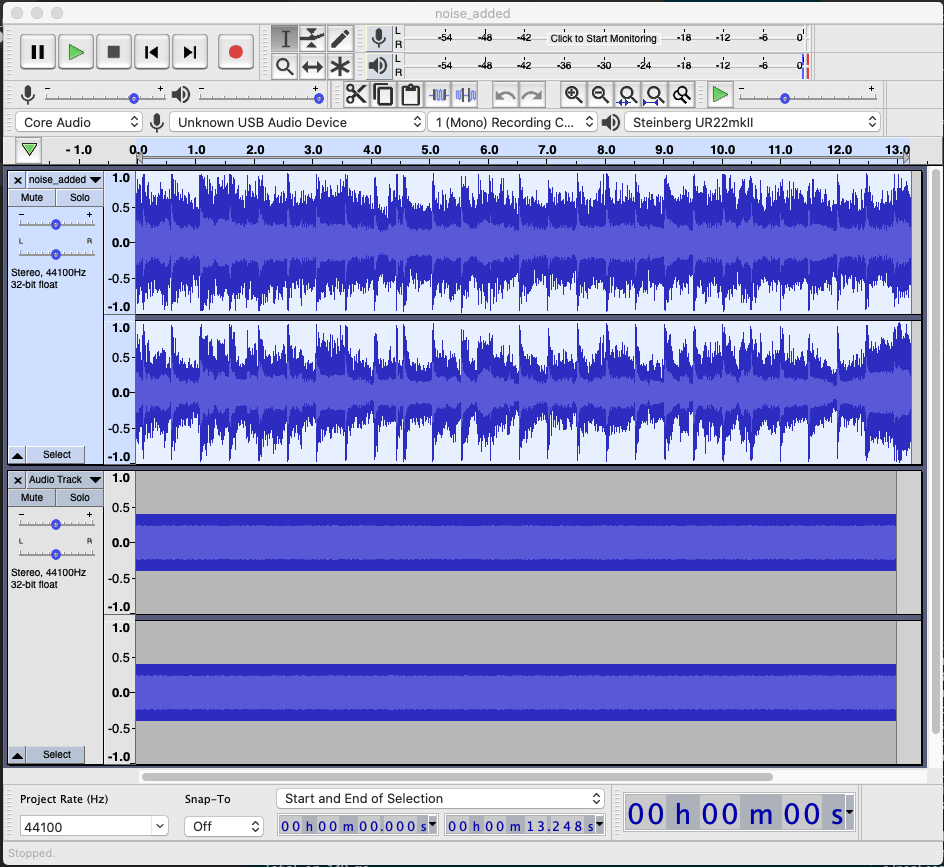 noise_added
L
R
-54 -48 -42 Click to Start Monitoring -18 -12 -6 0
L
R
-54 -48 -42 -36 -30 -24 -18 -12 -6 0
- +
- +
- +
Core Audio
Unknown USB Audio Device
1 (Mono) Recording C...
Steinberg UR22mkII
- 1.0 0.0 1.0 2.0 3.0 4.0 5.0 6.0 7.0 8.0 9.0 10.0 11.0 12.0 13.0
noise_added
Mute Solo
- +
L R
Stereo, 44100Hz
32-bit float
Select
1.0
0.5
0.0
-0.5
-1.0
1.0
0.5
0.0
-0.5
-1.0
Audio Track
Mute Solo
- +
L R
Stereo, 44100Hz
32-bit float
Select
1.0
0.5
0.0
-0.5
-1.0
1.0
0.5
0.0
-0.5
-1.0
Project Rate (Hz)
44100
Snap-To
Off
Start and End of Selection
00 h 00 m 00.000 s
00 h 00 m 13.248 s
00 h 00 m 00 s
Stopped.